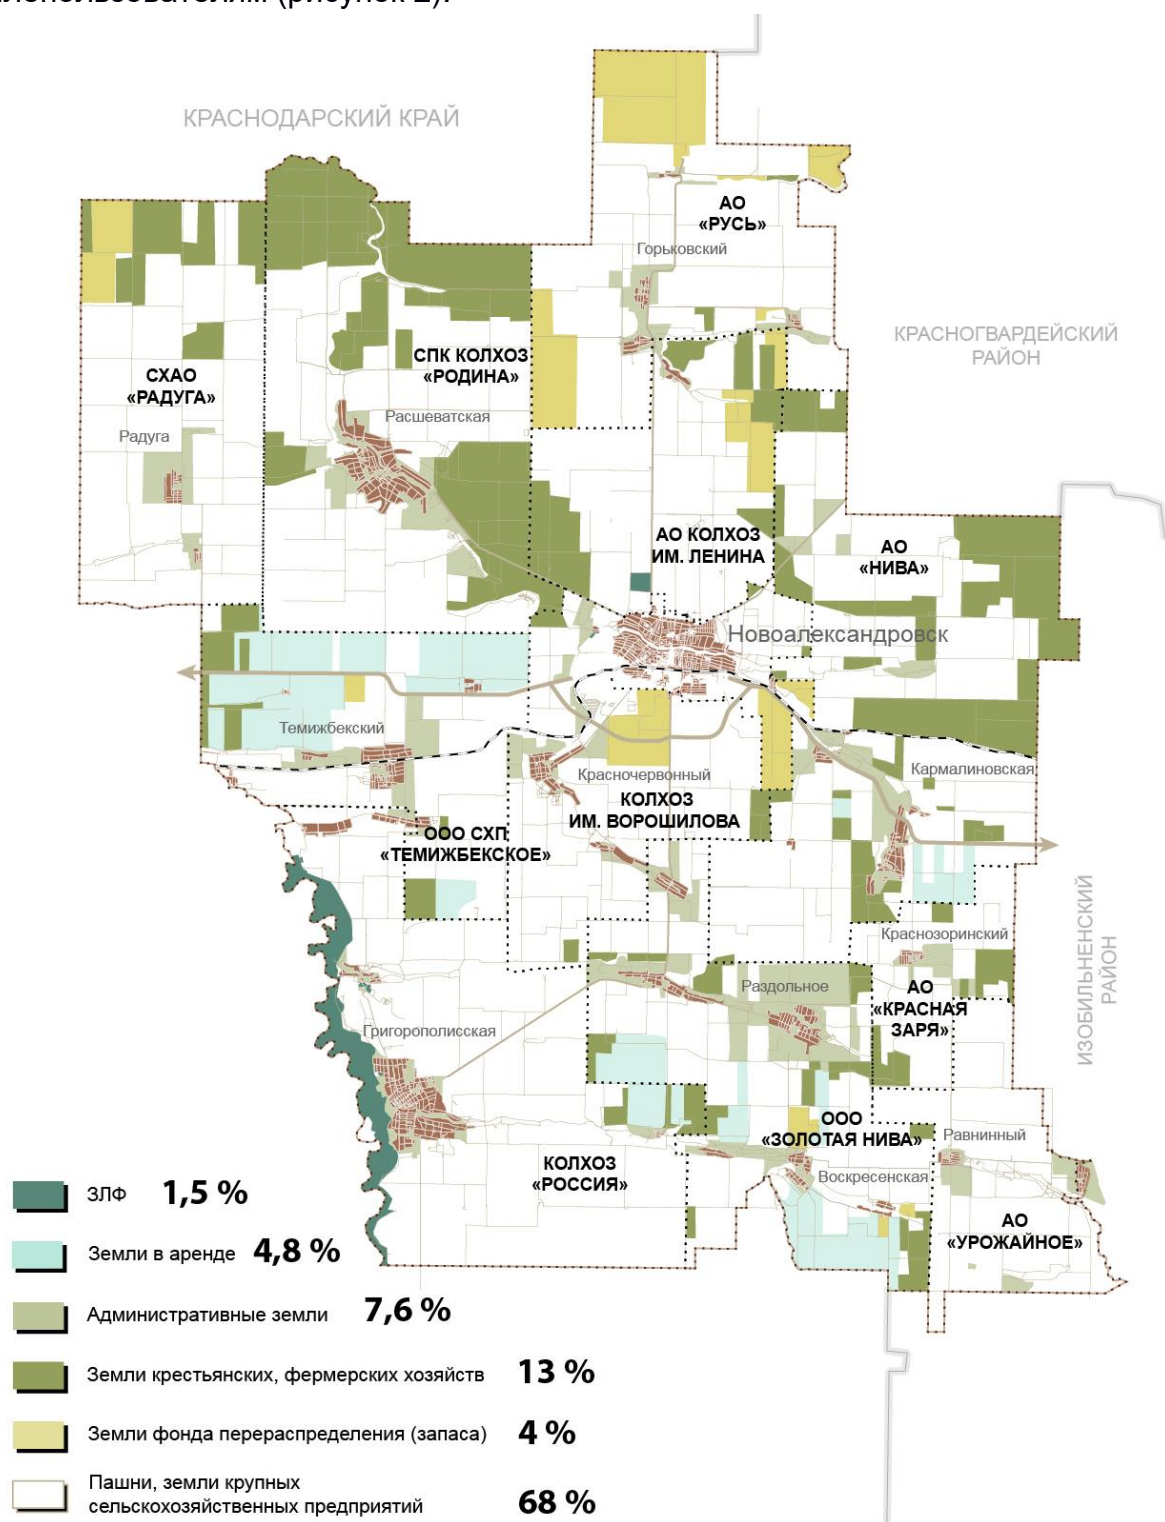 (рисунок 2).
КРАСНОДАРСКИЙ КРАЙ
АО
«РУСЬ»
Горьковский
КРАСНОГВАРДЕЙСКИЙ
РАЙОН
СПК КОЛХОЗ
«РОДИНА»
СХАО
«РАДУГА»
Расшеватская
Радуга
АО КОЛХОЗ
ИМ. ЛЕНИНА
АО
«НИВА»
Новоалександровск
Темижбекский
Красночервонный
Кармалиновская
КОЛХОЗ
ИМ. ВОРОШИЛОВА
ООО СХП
«ТЕМИЖБЕКСКОЕ»
Краснозоринский
ИЗОБИЛЬНЕНСКИЙ
РАЙОН
Раздольное
АО
«КРАСНАЯ
ЗАРЯ»
Григорополисская
ООО
«ЗОЛОТАЯ НИВА»
Равнинный
КОЛХОЗ
«РОССИЯ»
Воскресенская
АО
«УРОЖАЙНОЕ»
ЗЛФ 1,5 %
Земли в аренде 4,8 %
Административные земли 7,6 %
Земли крестьянских, фермерских хозяйств 13 %
Земли фонда перераспределения (запаса) 4 %
Пашни, земли крупных
сельскохозяйственных предприятий 68 %